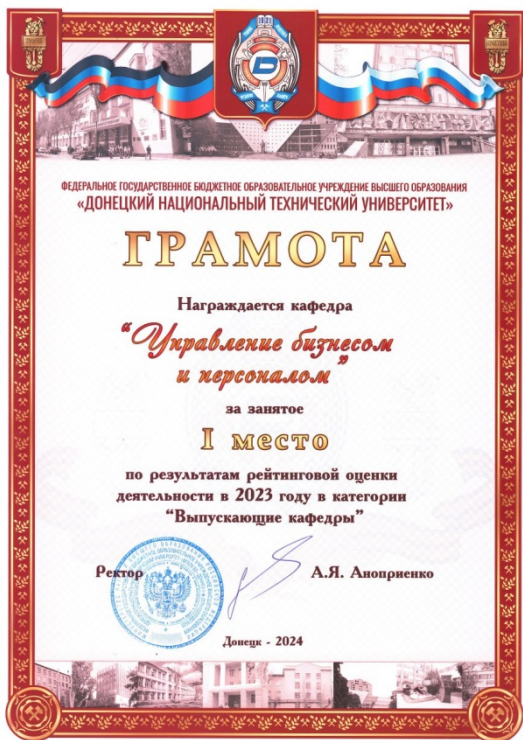 ФЕДЕРАЛЬНОЕ ГОСУДАРСТВЕННОЕ БЮДЖЕТНОЕ ОБРАЗОВАТЕЛЬНОЕ УЧРЕЖДЕНИЕ ВЫСШЕГО ОБРАЗОВАНИЯ
«ДОНЕЦКИЙ НАЦИОНАЛЬНЫЙ ТЕХНИЧЕСКИЙ УНИВЕРСИТЕТ»
ГРАМОТА
Награждается кафедра
“Управление бизнесом
и персоналом”
за занятое
I место
по результатам рейтинговой оценки
деятельности в 2023 году в категории
“Выпускающие кафедры”
Ректор А.Я. Аноприенко
Донецк - 2024